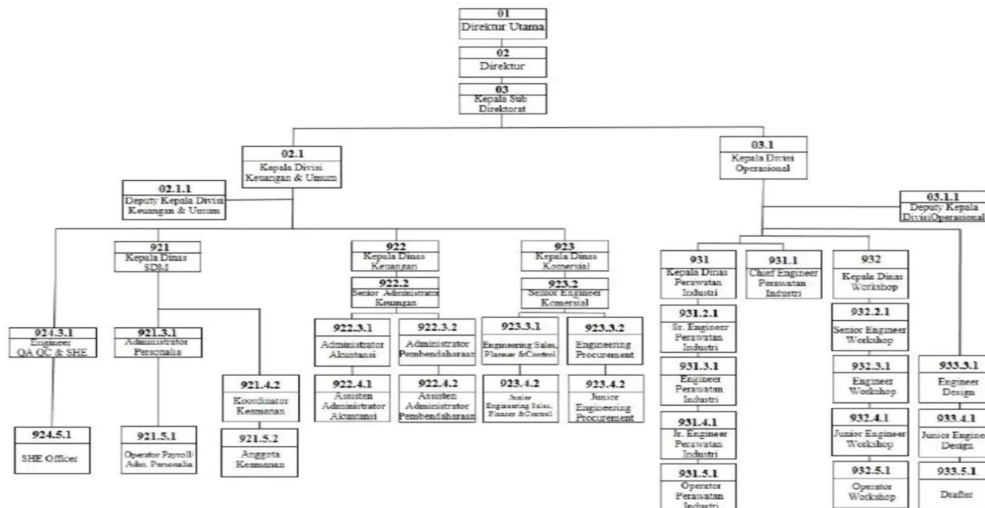 01
Direktur Utama
02
Direktur
03
Kepala Sub
Direktorat
02.1
Kepala Divisi
Keuangan & Umum
03.1
Kepala Divisi
Operasional
02.1.1
Deputy Kepala Divisi
Keuangan & Umum
03.1.1
Deputy Kepala
DivisiOperasional
921
Kepala Dinas
SDM
922
Kepala Dinas
Keuangan
923
Kepala Dinas
Komersial
931
Kepala Dinas
Perawatan
Industri
931.1
Chief Engineer
Perawatan
Industri
932
Kepala Dinas
Workshop
922.2
Senior Administrator
Keuangan
923.2
Senior Engineer
Komersial
924.3.1
Engineer
QA QC & SHE
921.3.1
Administrator
Personalia
922.3.1
Administrator
Akuntansi
922.3.2
Administrator
Pembendaharaan
923.3.1
Engineering Sales,
Planner &Control
923.3.2
Engineering
Procurement
931.2.1
Sr. Engineer
Perawatan
Industri
932.2.1
Senior Engineer
Workshop
921.4.2
Koordinator
Keamanan
922.4.1
Assisten
Administrator
Akuntansi
922.4.2
Assisten
Administrator
Pembendaharaan
923.4.2
Junior
Engineering Sales,
Planner &Control
923.4.2
Junior
Engineering
Procurement
931.3.1
Engineer
Perawatan
Industri
932.3.1
Engineer
Workshop
933.3.1
Engineer
Design
924.5.1
SHE Officer
921.5.1
Operator Payroll/
Adm. Personalia
921.5.2
Anggota
Keamanan
931.4.1
Jr. Engineer
Perawatan
Industri
932.4.1
Junior Engineer
Workshop
933.4.1
Junior Engineer
Design
931.5.1
Operator
Perawatan
Industri
932.5.1
Operator
Workshop
933.5.1
Drafter